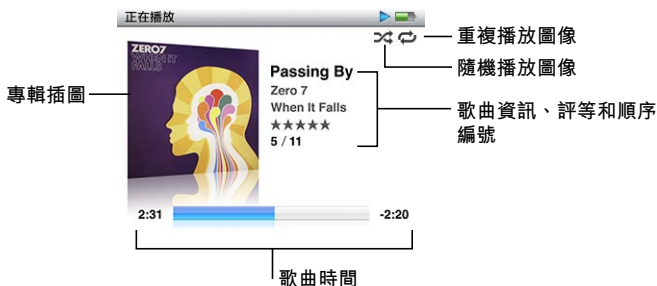 正在播放
重複播放圖像
隨機播放圖像
專輯插圖
ZERO7
WHEN IT
FALLS
Passing By
Zero 7
When It Falls
★★★★★
5 / 11
歌曲資訊、評等和順序
編號
2:31
-2:20
歌曲時間